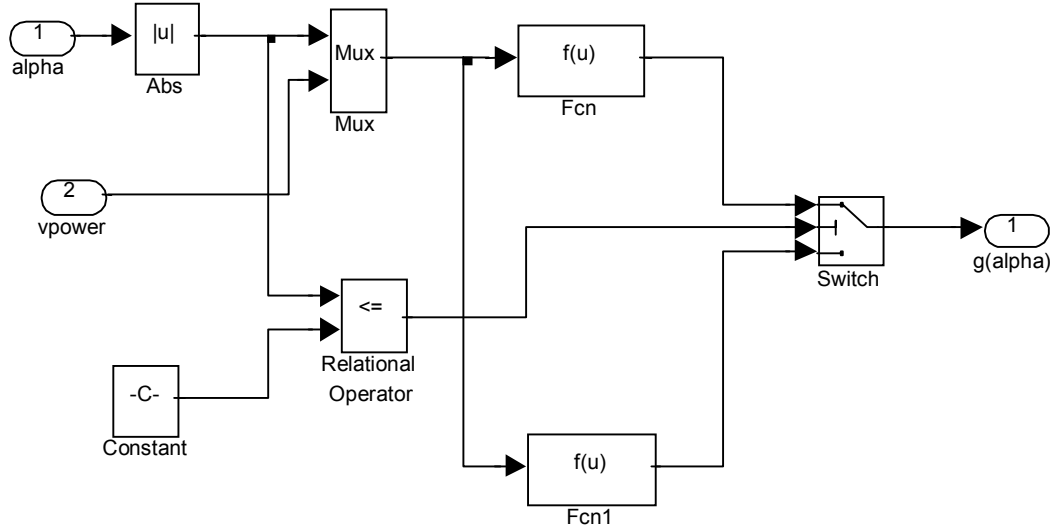 1
alpha
|u|
Abs
Mux
Mux
f(u)
Fcn
2
vpower
Switch
1
g(alpha)
<=
Relational
Operator
-C-
Constant
f(u)
Fcn1